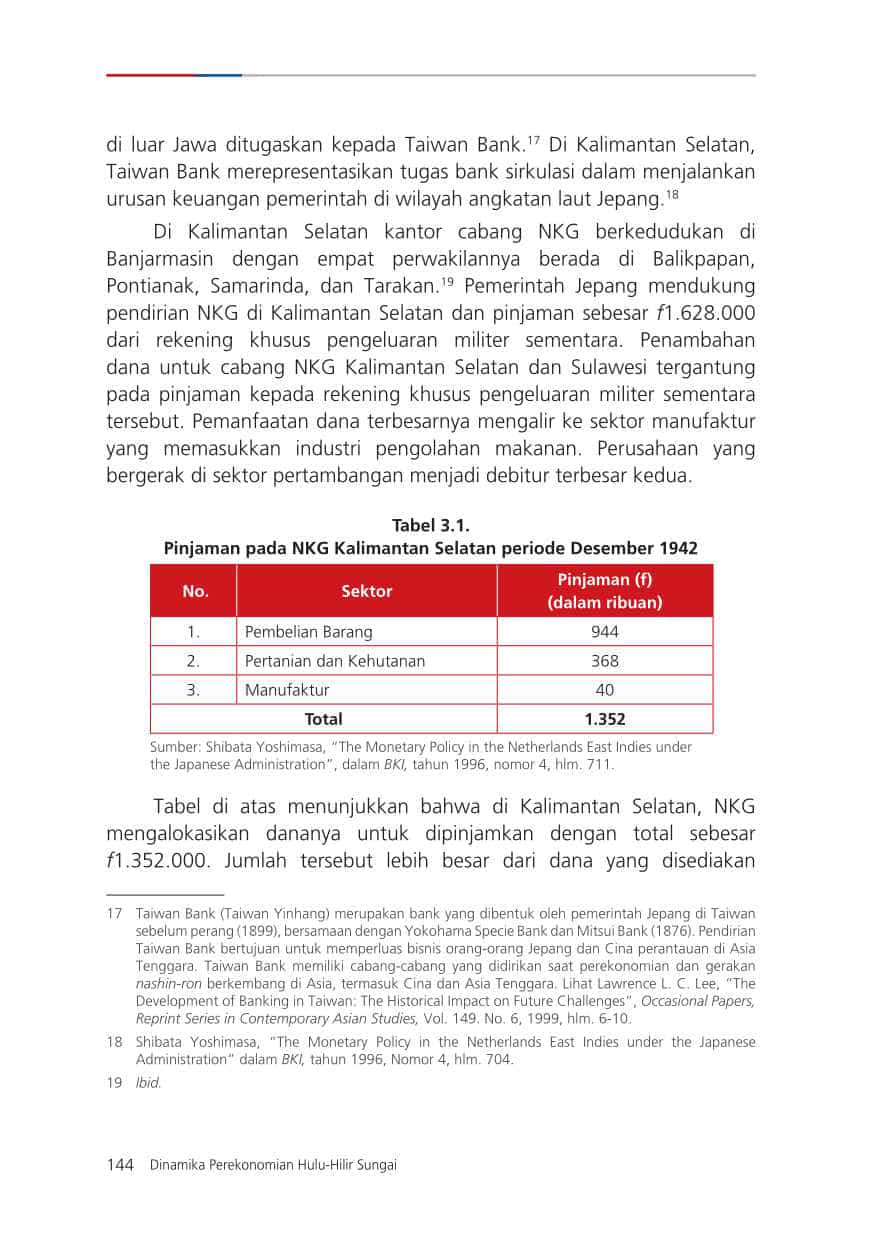 di luar Jawa ditugaskan kepada Taiwan Bank.17 Di Kalimantan Selatan,
Taiwan Bank merepresentasikan tugas bank sirkulasi dalam menjalankan
urusan keuangan pemerintah di wilayah angkatan laut Jepang.18
Di Kalimantan Selatan kantor cabang NKG berkedudukan di
Banjarmasin dengan empat perwakilannya berada di Balikpapan,
Pontianak, Samarinda, dan Tarakan.19 Pemerintah Jepang mendukung
pendirian NKG di Kalimantan Selatan dan pinjaman sebesar f1.628.000
dari rekening khusus pengeluaran militer sementara. Penambahan
dana untuk cabang NKG Kalimantan Selatan dan Sulawesi tergantung
pada pinjaman kepada rekening khusus pengeluaran militer sementara
tersebut. Pemanfaatan dana terbesarnya mengalir ke sektor manufaktur
yang memasukkan industri pengolahan makanan. Perusahaan yang
bergerak di sektor pertambangan menjadi debitur terbesar kedua.
Tabel 3.1.
Pinjaman pada NKG Kalimantan Selatan periode Desember 1942
No. Sektor Pinjaman (f)
(dalam ribuan)
1. Pembelian Barang 944
2. Pertanian dan Kehutanan 368
3. Manufaktur 40
Total 1.352
Sumber: Shibata Yoshimasa, “The Monetary Policy in the Netherlands East Indies under
the Japanese Administration”, dalam BKI, tahun 1996, nomor 4, hlm. 711.
Tabel di atas menunjukkan bahwa di Kalimantan Selatan, NKG
mengalokasikan dananya untuk dipinjamkan dengan total sebesar
f1.352.000. Jumlah tersebut lebih besar dari dana yang disediakan
17 Taiwan Bank (Taiwan Yinhang) merupakan bank yang dibentuk oleh pemerintah Jepang di Taiwan
sebelum perang (1899), bersamaan dengan Yokohama Specie Bank dan Mitsui Bank (1876). Pendirian
Taiwan Bank bertujuan untuk memperluas bisnis orang-orang Jepang dan Cina perantauan di Asia
Tenggara. Taiwan Bank memiliki cabang-cabang yang didirikan saat perekonomian dan gerakan
nashin-ron berkembang di Asia, termasuk Cina dan Asia Tenggara. Lihat Lawrence L. C. Lee, “The
Development of Banking in Taiwan: The Historical Impact on Future Challenges”, Occasional Papers,
Reprint Series in Contemporary Asian Studies, Vol. 149. No. 6, 1999, hlm. 6-10.
18 Shibata Yoshimasa, “The Monetary Policy in the Netherlands East Indies under the Japanese
Administration” dalam BKI, tahun 1996, Nomor 4, hlm. 704.
19 Ibid.
144 Dinamika Perekonomian Hulu-Hilir Sungai